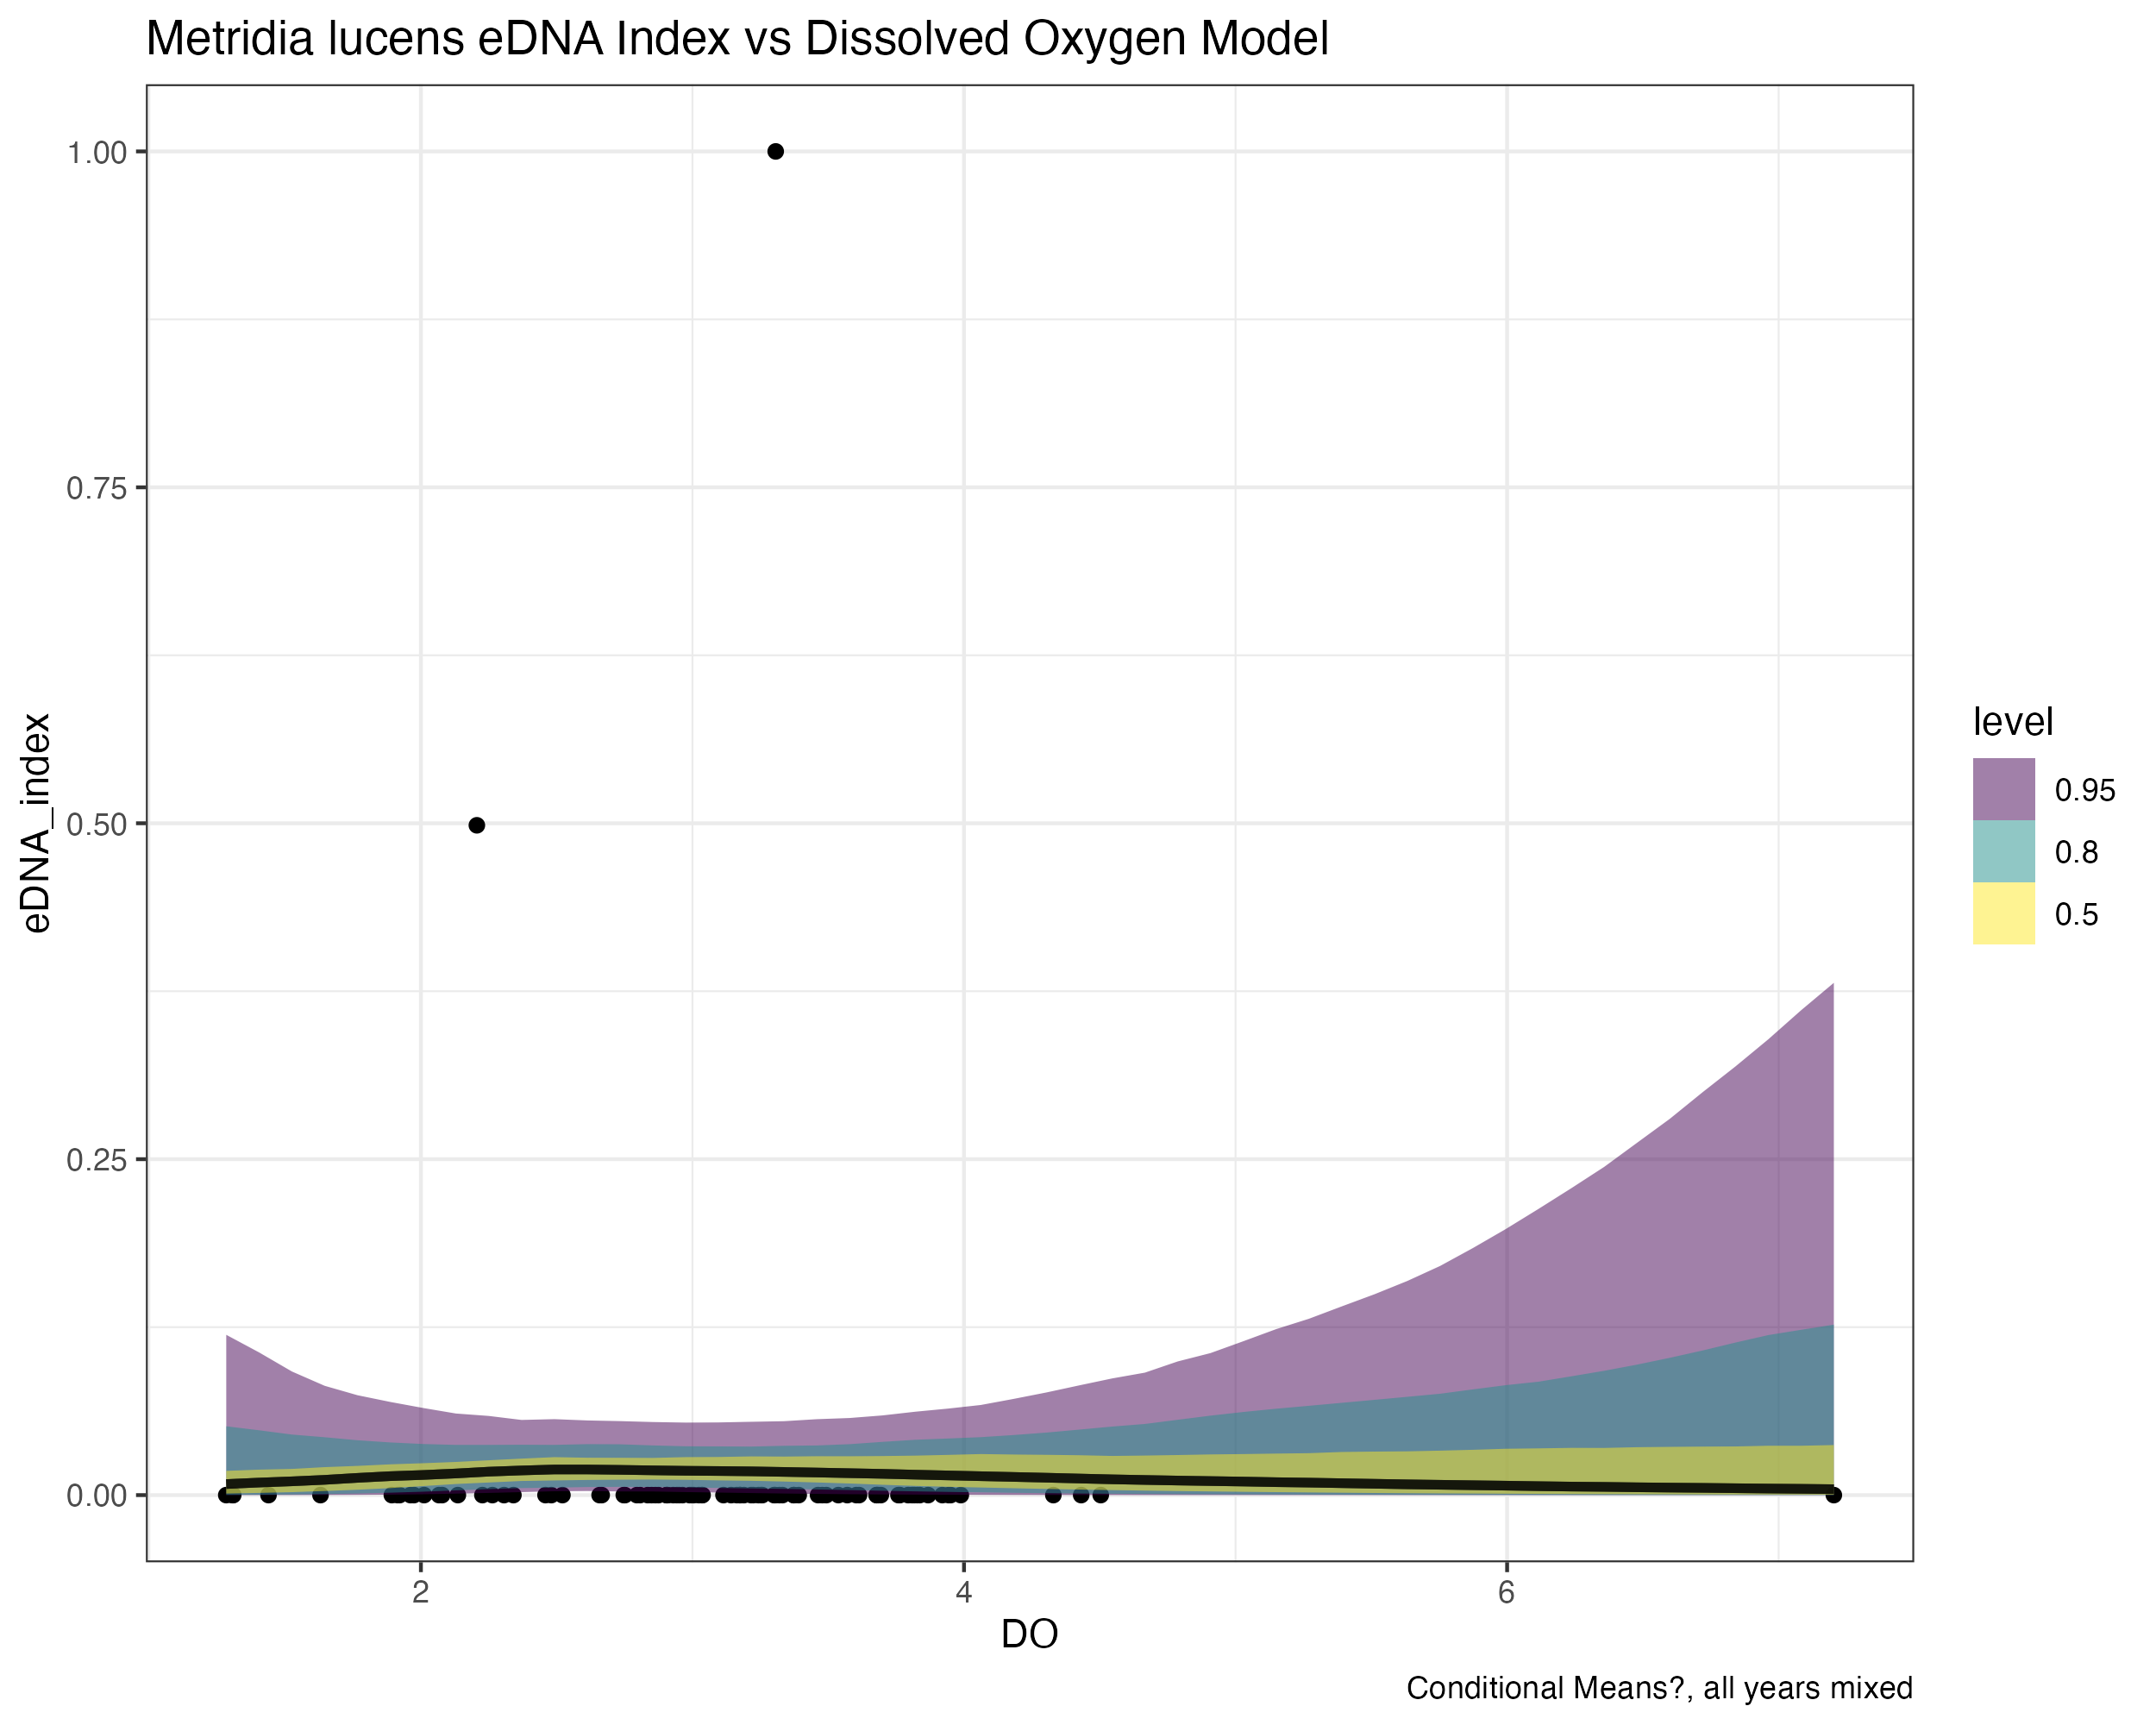 Metridia lucens eDNA Index vs Dissolved Oxygen Model
1.00
0.75
0.50
0.25
0.00
eDNA_index
2
4
6
DO
level
0.95
0.8
0.5
Conditional Means?, all years mixed